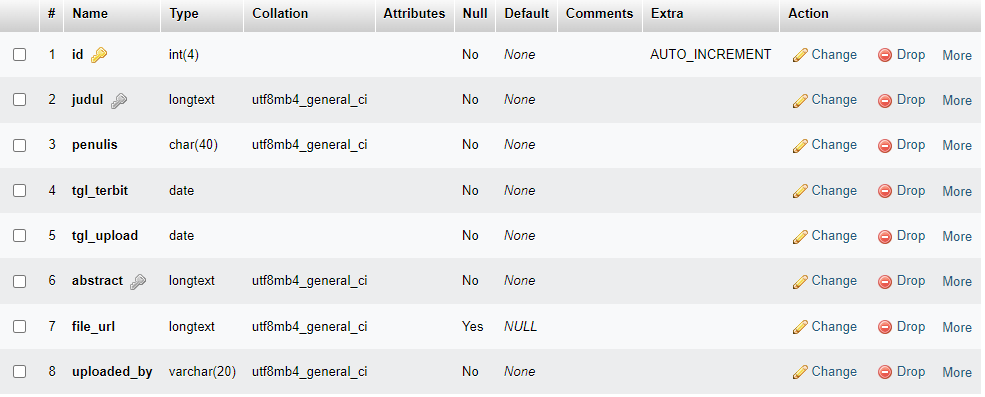 # Name Type Collation Attributes Null Default Comments Extra Action
1 id int(4) No None AUTO_INCREMENT Change Drop More
2 judul longtext utf8mb4_general_ci No None Change Drop More
3 penulis char(40) utf8mb4_general_ci No None Change Drop More
4 tgl_terbit date No None Change Drop More
5 tgl_upload date No None Change Drop More
6 abstract longtext utf8mb4_general_ci No None Change Drop More
7 file_url longtext utf8mb4_general_ci Yes NULL Change Drop More
8 uploaded_by varchar(20) utf8mb4_general_ci No None Change Drop More